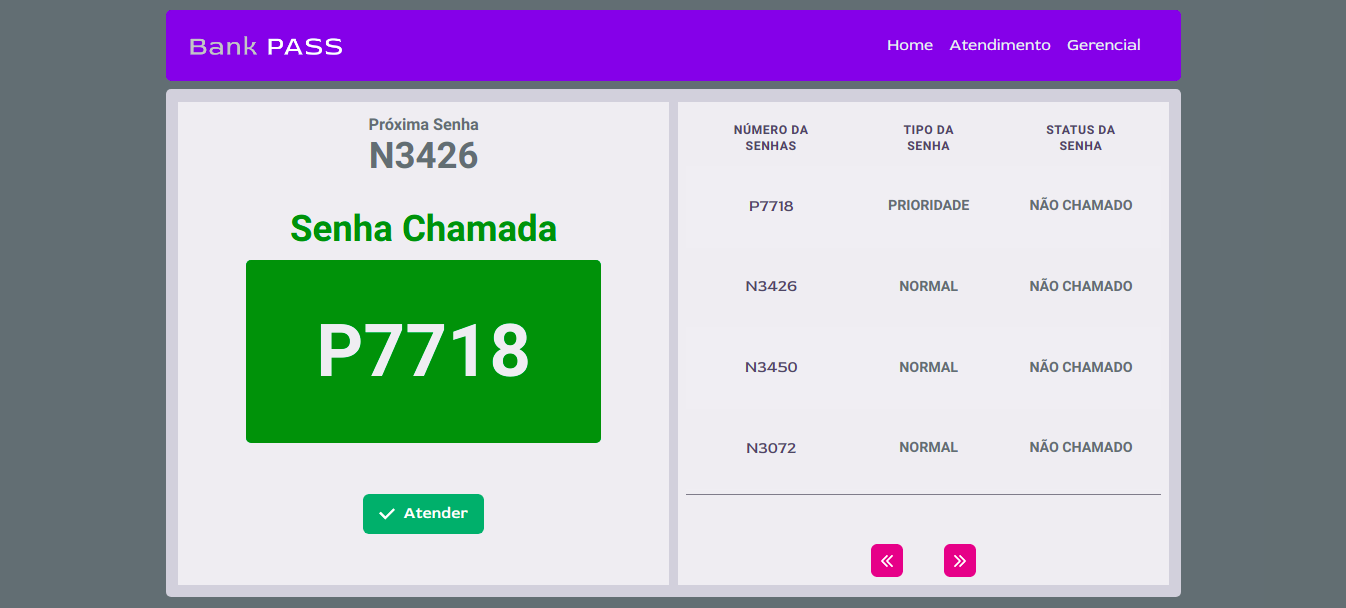 Bank PASS
Home Atendimento Gerencial
Próxima Senha
N3426
Senha Chamada
P7718
Atender
NÚMERO DA SENHAS TIPO DA SENHA STATUS DA SENHA
P7718 PRIORIDADE NÃO CHAMADO
N3426 NORMAL NÃO CHAMADO
N3450 NORMAL NÃO CHAMADO
N3072 NORMAL NÃO CHAMADO